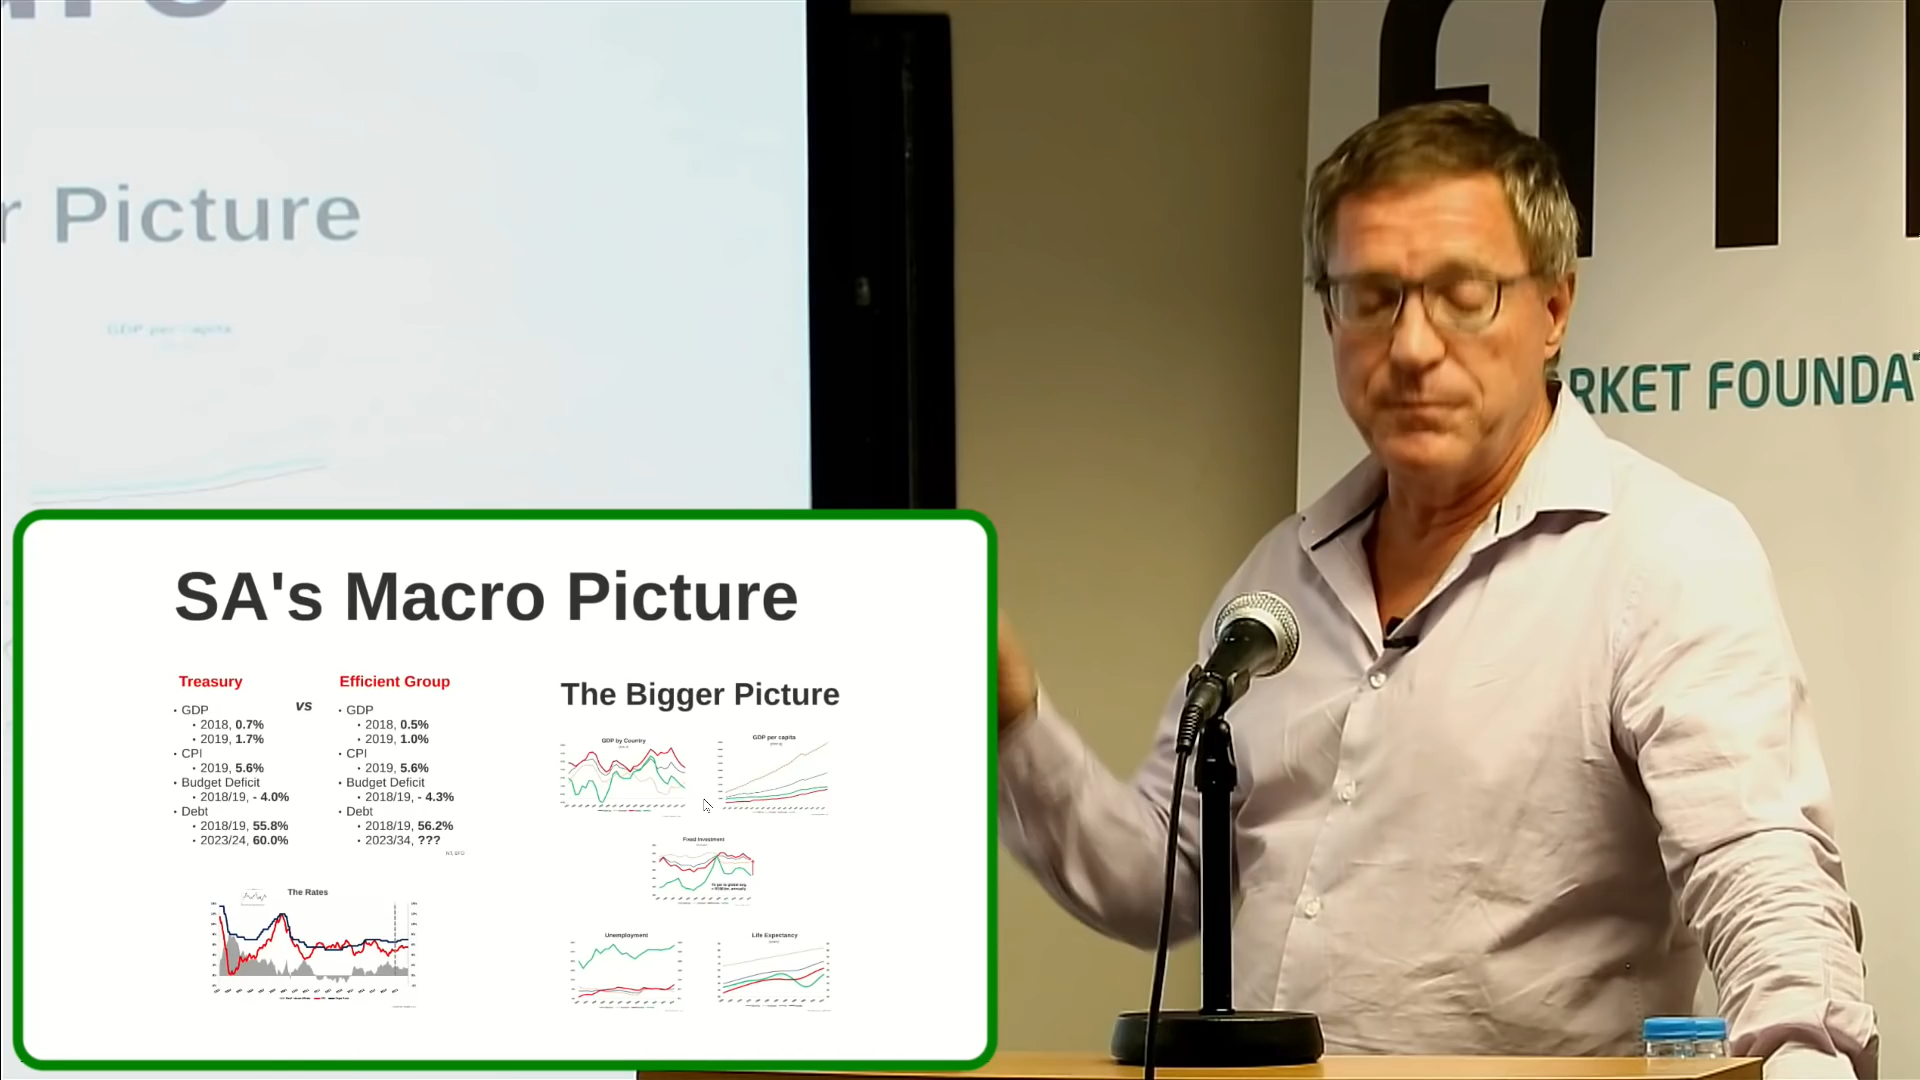 r Picture
GDP per capita
fm
RKET FOUNDAT
SA's Macro Picture
Treasury
vs
Efficient Group
• GDP
• 2018, 0.7%
• 2019, 1.7%
• CPI
• 2019, 5.6%
• Budget Deficit
• 2018/19, - 4.0%
• Debt
• 2018/19, 55.8%
• 2023/24, 60.0%
• GDP
• 2018, 0.5%
• 2019, 1.0%
• CPI
• 2019, 5.6%
• Budget Deficit
• 2018/19, - 4.3%
• Debt
• 2018/19, 56.2%
• 2023/34, ???
The Rates
The Bigger Picture
GDP by Country
GDP per capita
Fixed Investment
Unemployment
Life Expectancy